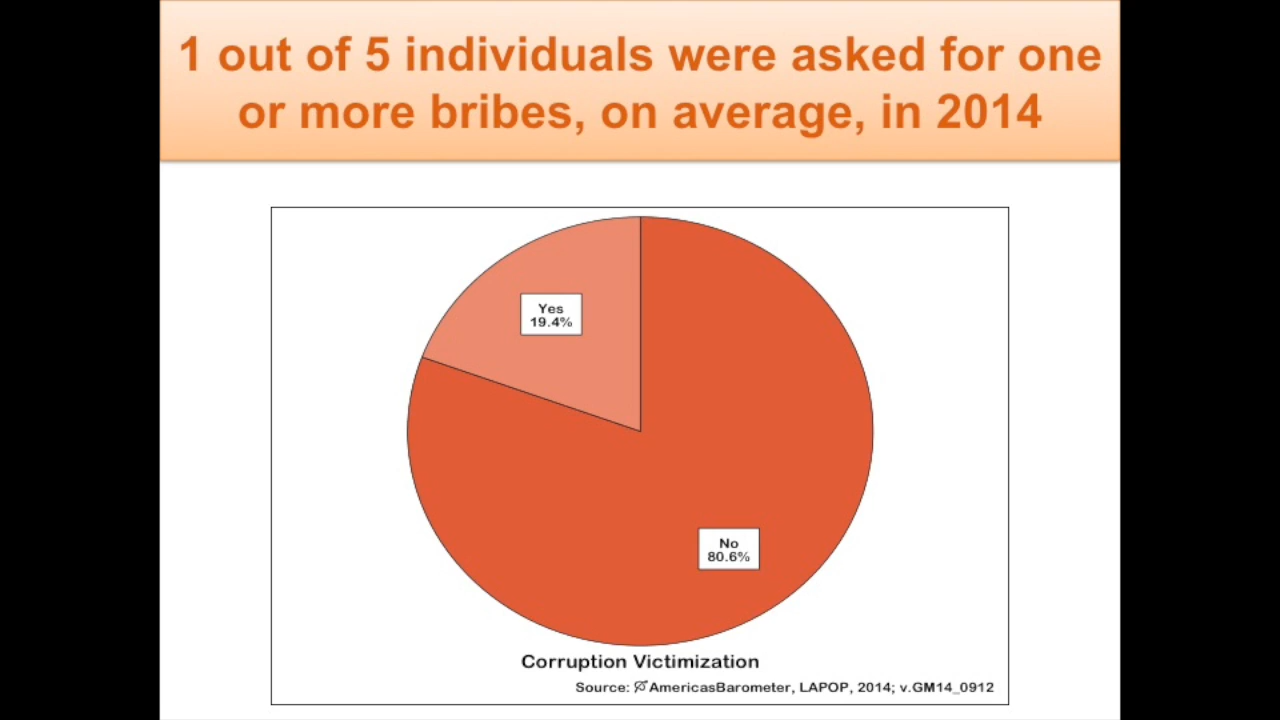 1 out of 5 individuals were asked for one
or more bribes, on average, in 2014
Yes
19.4%
No
80.6%
Corruption Victimization
Source: AmericasBarometer, LAPOP, 2014; v.GM14_0912